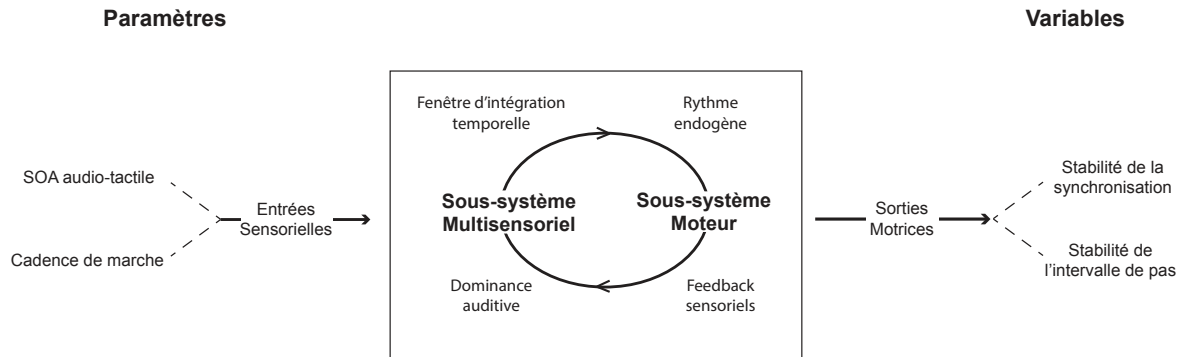 Paramètres
Variables
Fenêtre d’intégration
temporelle
Rythme
endogène
SOA audio-tactile
Cadence de marche
Entrées
Sensorielles
Sous-système
Multisensoriel
Sous-système
Moteur
Dominance
auditive
Feedback
sensoriels
Sorties
Motrices
Stabilité de la
synchronisation
Stabilité de
l’intervalle de pas